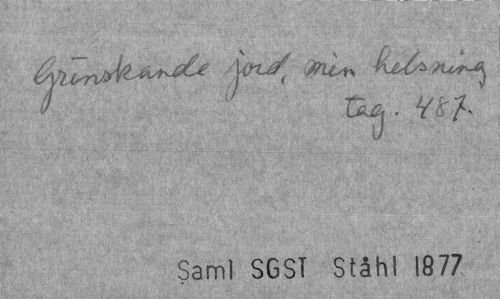 Grönskande jord, min helsning
tag. 487.
Saml SGST Ståhl 1877